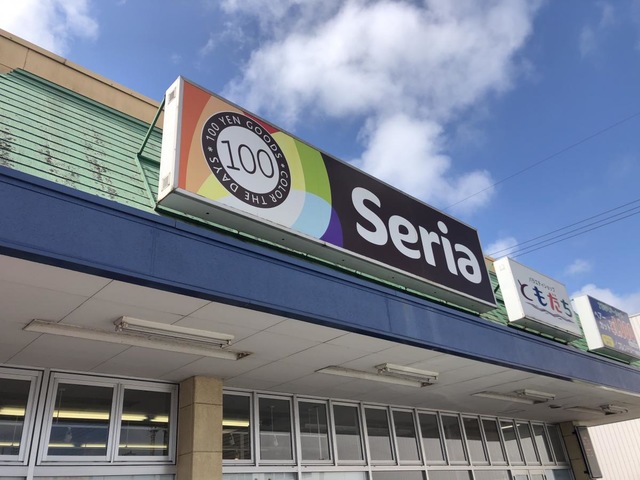 100 YEN GOODS * COLOR THE DAYS *
100
Seria
ともだち